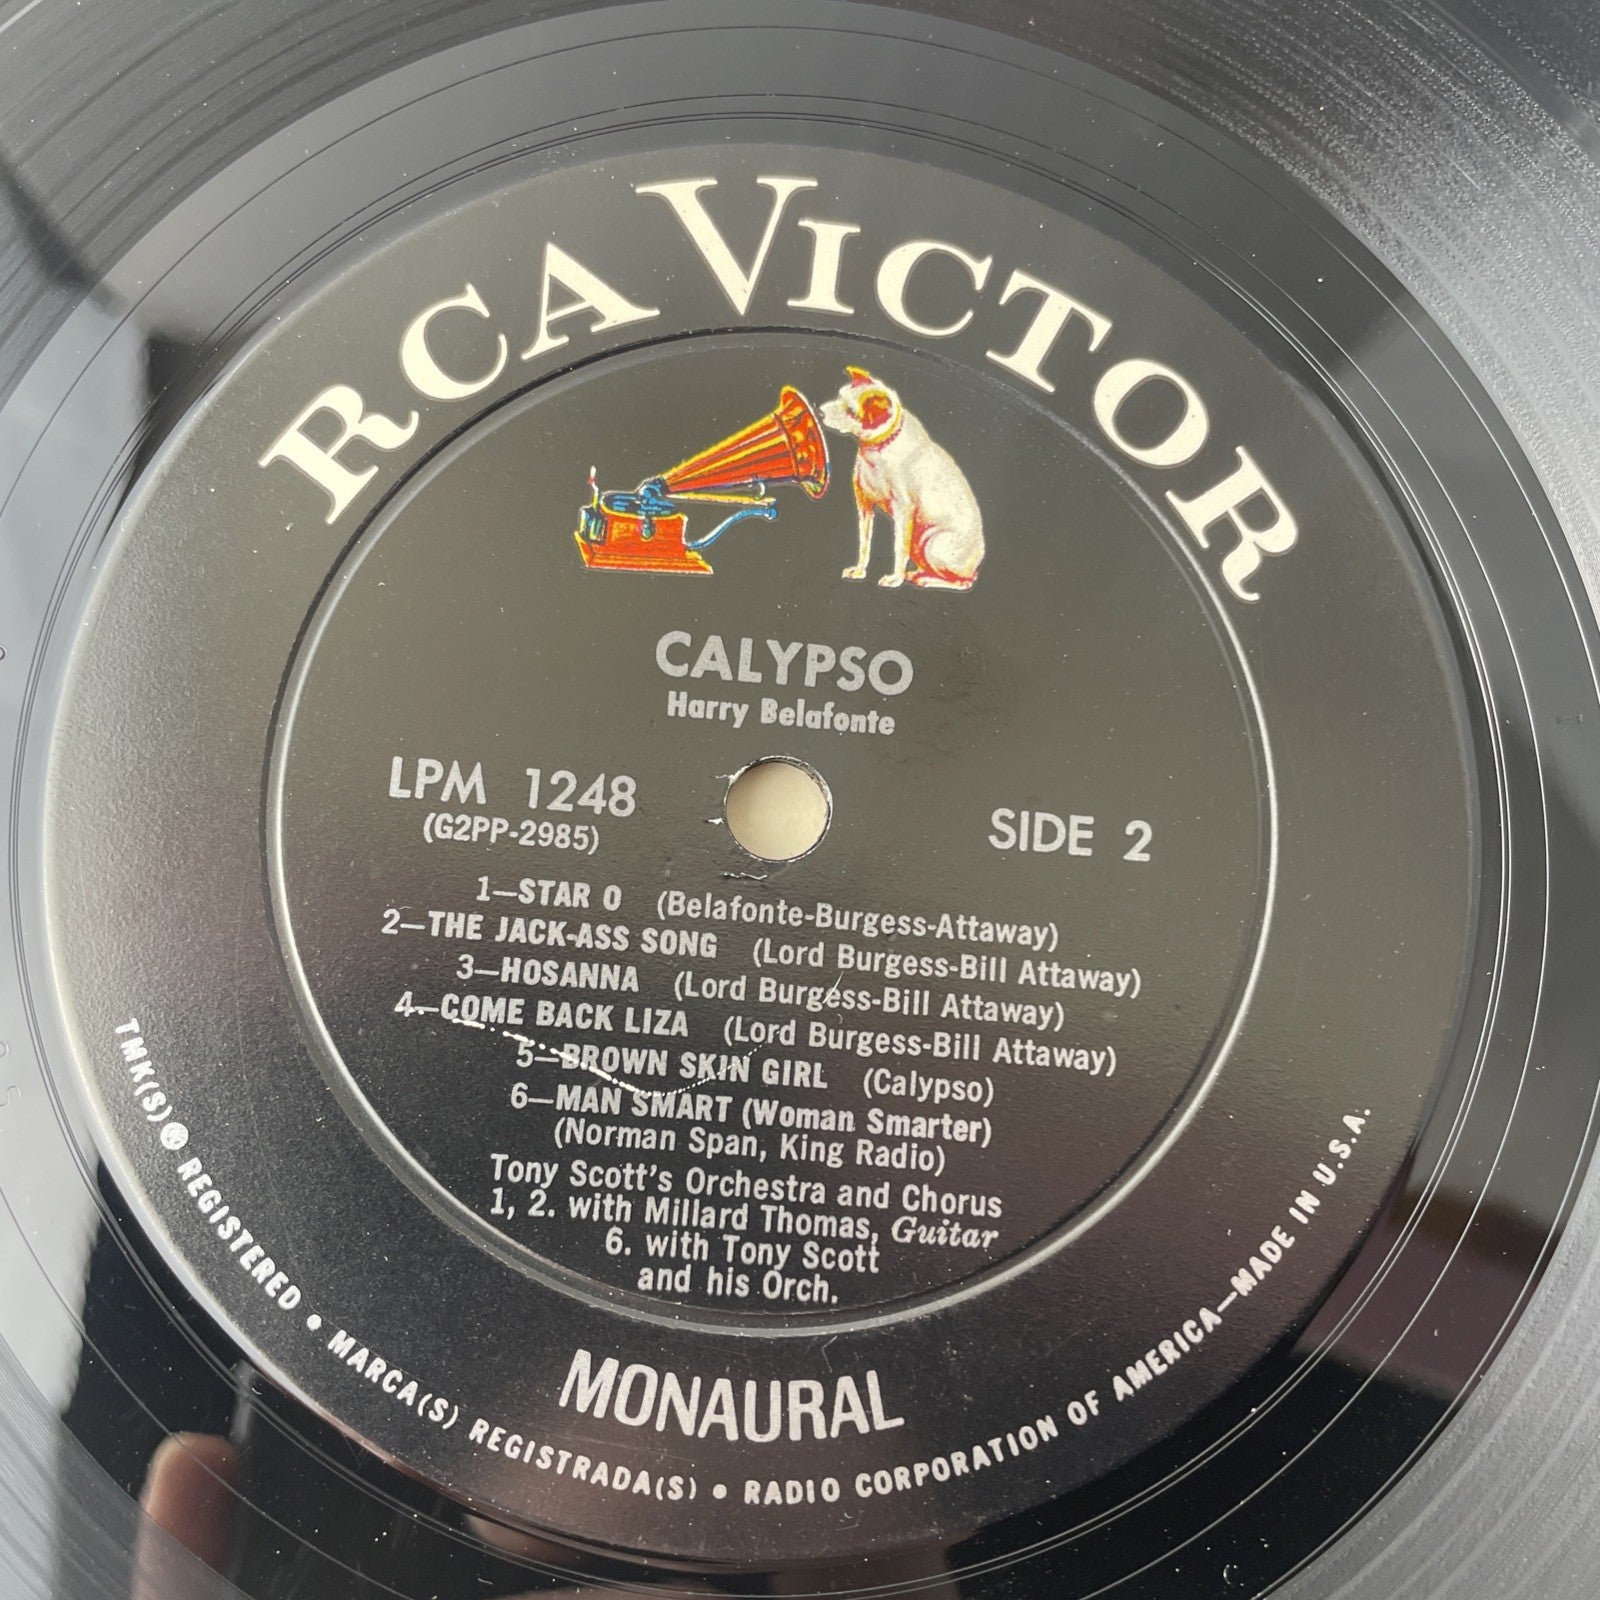 RCA VICTOR
CALYPSO
Harry Belafonte
LPM 1248
(G2PP-2985)
SIDE 2
1—STAR O (Belafonte-Burgess-Attaway)
2—THE JACK-ASS SONG (Lord Burgess-Bill Attaway)
3—HOSANNA (Lord Burgess-Bill Attaway)
4—COME BACK LIZA (Lord Burgess-Bill Attaway)
5—BROWN SKIN GIRL (Calypso)
6—MAN SMART (Woman Smarter)
(Norman Span, King Radio)
Tony Scott's Orchestra and Chorus
1, 2. with Millard Thomas, Guitar
6. with Tony Scott
and his Orch.
MONAURAL
TMK(S) ® REGISTERED • MARCA(S) REGISTRADA(S) • RADIO CORPORATION OF AMERICA—MADE IN U.S.A.